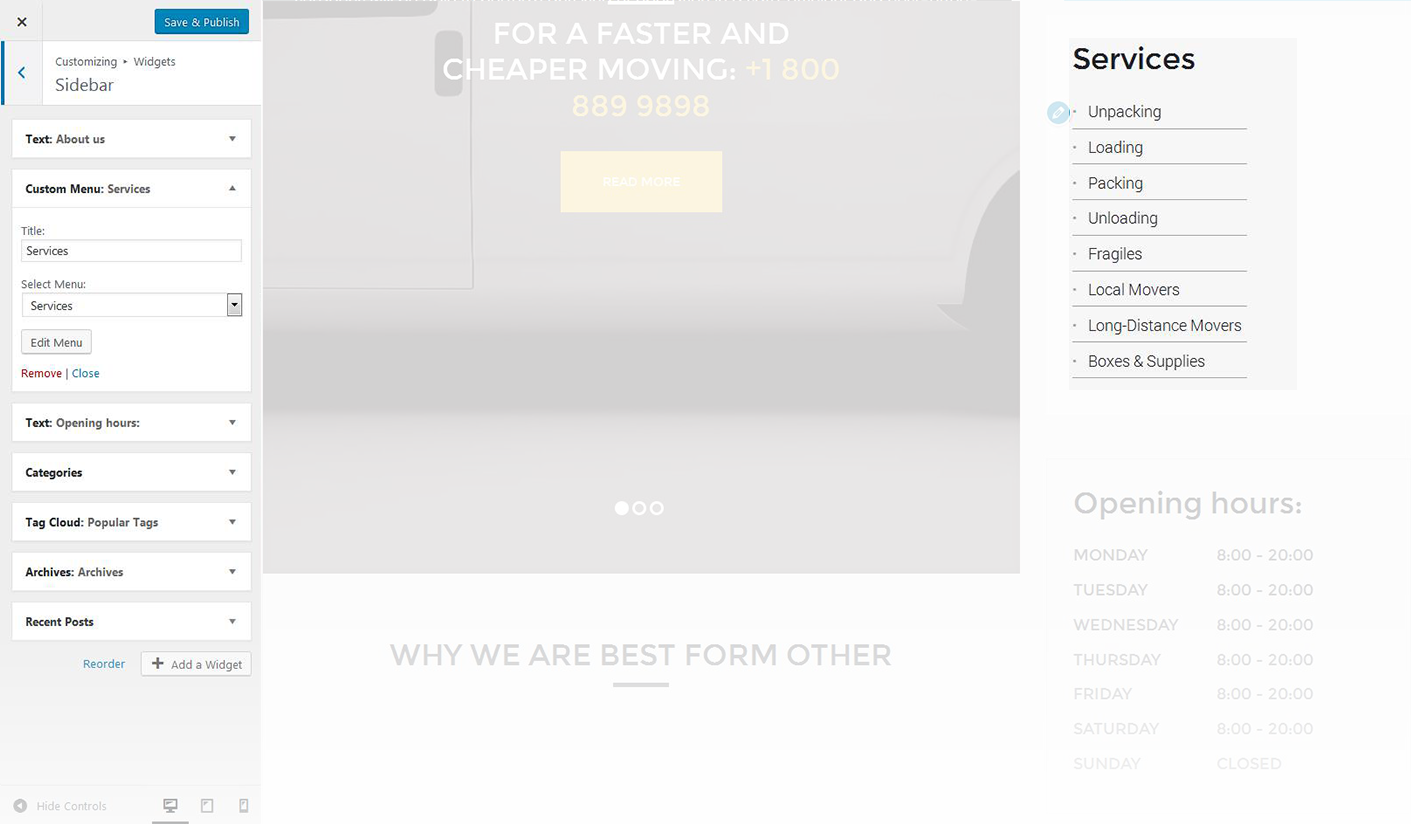 Save & Publish
Customizing ▸ Widgets
Sidebar
Text: About us
Custom Menu: Services
Title:
Services
Select Menu:
Services
Edit Menu
Remove | Close
Text: Opening hours:
Categories
Tag Cloud: Popular Tags
Archives: Archives
Recent Posts
Reorder
Add a Widget
Hide Controls
FOR A FASTER AND
CHEAPER MOVING: +1 800
889 9898
READ MORE
WHY WE ARE BEST FORM OTHER
Services
Unpacking
Loading
Packing
Unloading
Fragiles
Local Movers
Long-Distance Movers
Boxes & Supplies
Opening hours:
MONDAY 8:00 - 20:00
TUESDAY 8:00 - 20:00
WEDNESDAY 8:00 - 20:00
THURSDAY 8:00 - 20:00
FRIDAY 8:00 - 20:00
SATURDAY 8:00 - 20:00
SUNDAY CLOSED